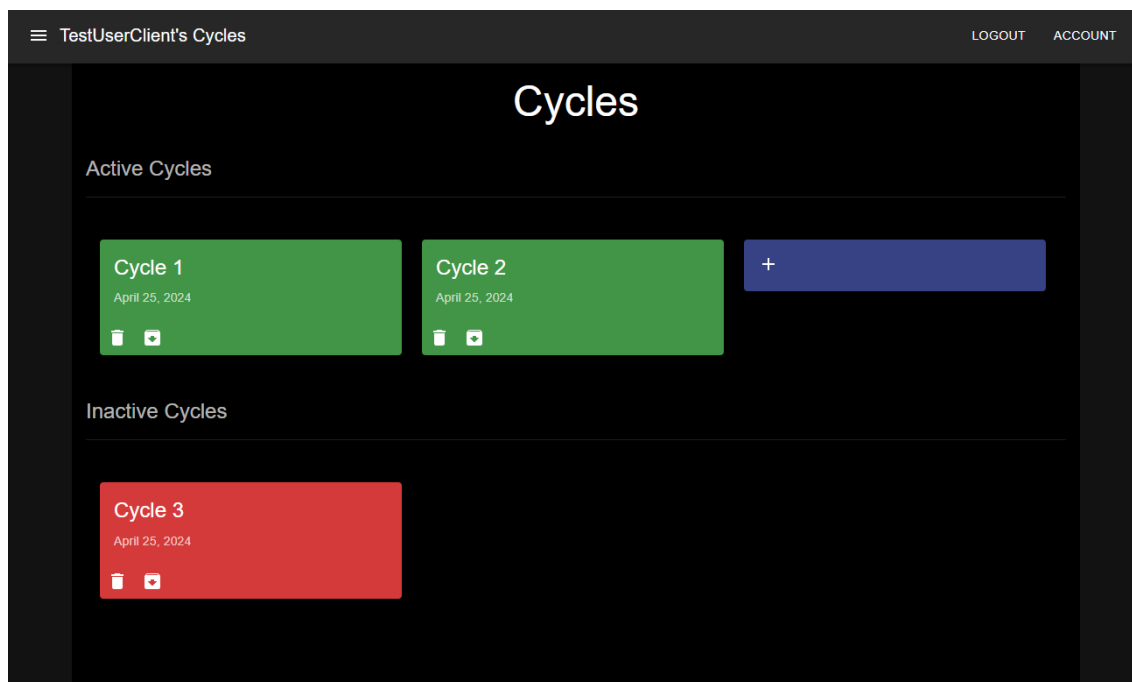 TestUserClient's Cycles
LOGOUT ACCOUNT
Cycles
Active Cycles
Cycle 1
April 25, 2024
Cycle 2
April 25, 2024
+
Inactive Cycles
Cycle 3
April 25, 2024